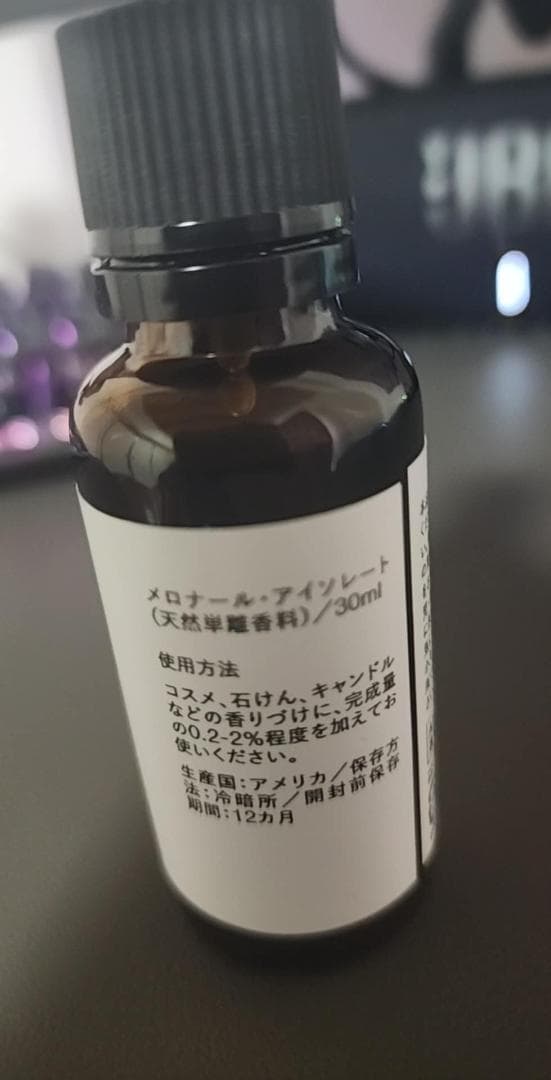 メロナール・アイソレート
(天然単離香料)／30ml
使用方法
コスメ、石けん、キャンドル
などの香りづけに、完成量
の0.2-2%程度を加えてお
使いください。
生産国：アメリカ／保存方
法：冷暗所／開封前保存
期間：12カ月